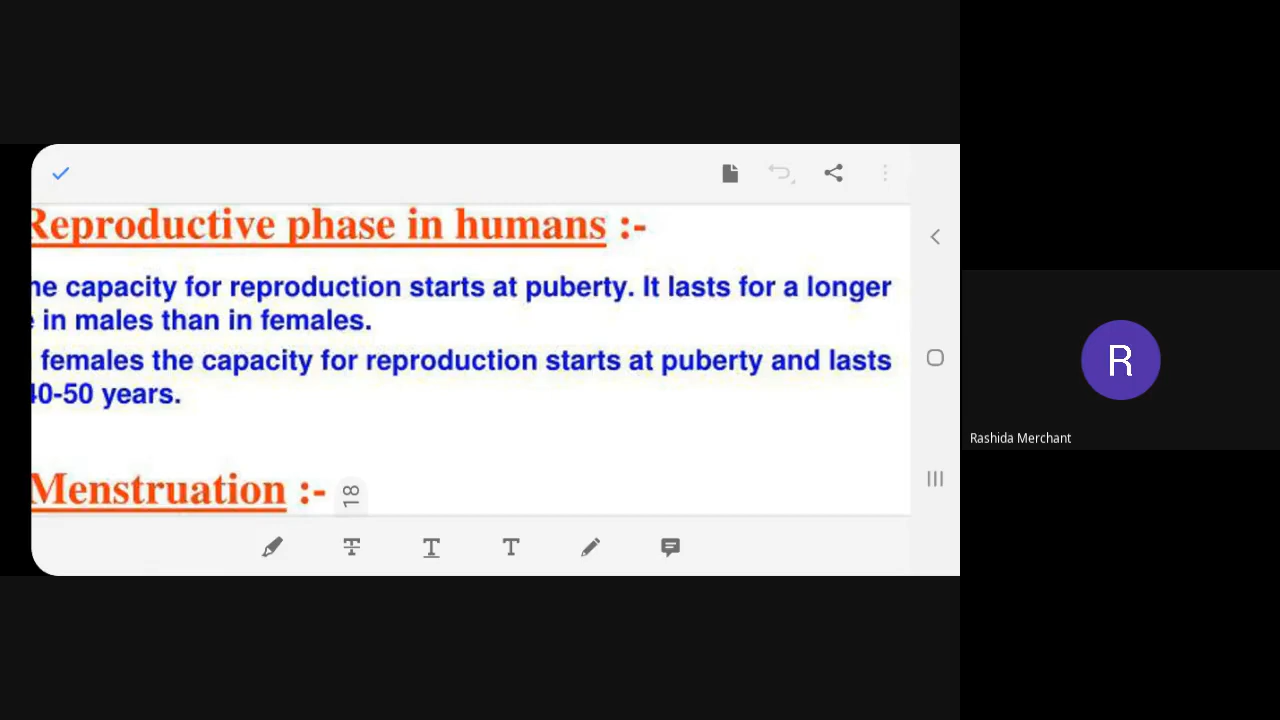 Reproductive phase in humans :-
he capacity for reproduction starts at puberty. It lasts for a longer
e in males than in females.
females the capacity for reproduction starts at puberty and lasts
40-50 years.
Menstruation :-
18
R
Rashida Merchant